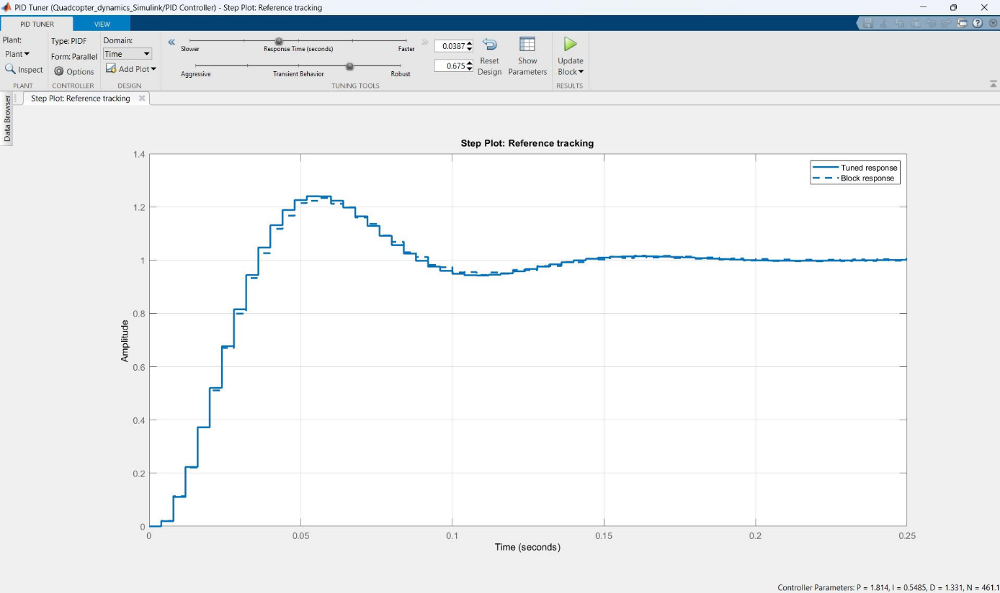 PID Tuner (Quadcopter_dynamics_Simulink/PID Controller) - Step Plot: Reference tracking
PID TUNER VIEW
Plant:
Plant
Inspect
PLANT
Type: PIDF
Form: Parallel
Options
CONTROLLER
Domain:
Time
Add Plot
DESIGN
Slower Response Time (seconds) Faster
0.0387
Aggressive Transient Behavior Robust
0.675
TUNING TOOLS
Reset
Design
Show
Parameters
Update
Block
RESULTS
Data Browser
Step Plot: Reference tracking
Step Plot: Reference tracking
Tuned response
Block response
Amplitude
1.4
1.2
1
0.8
0.6
0.4
0.2
0
0 0.05 0.1 0.15 0.2 0.25
Time (seconds)
Controller Parameters: P = 1.814, I = 0.5485, D = 1.331, N = 461.1